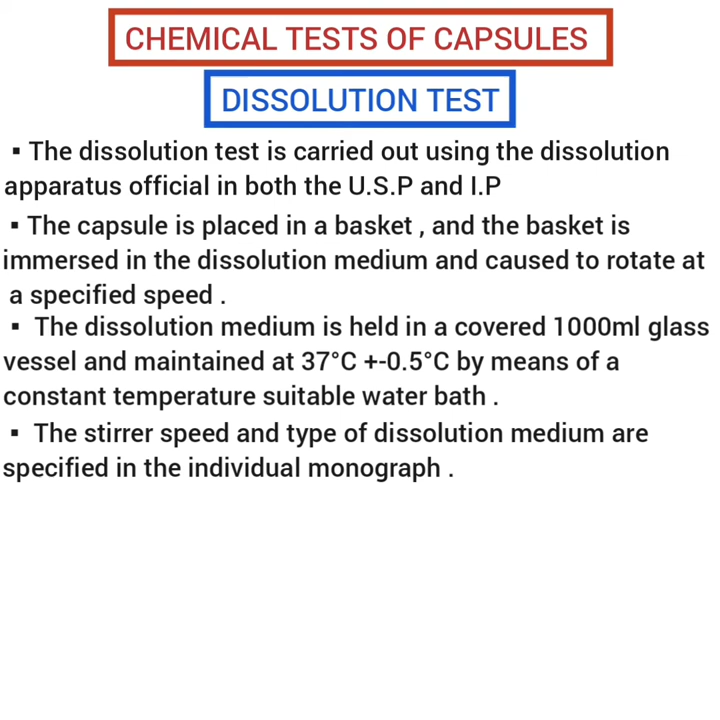 CHEMICAL TESTS OF CAPSULES
DISSOLUTION TEST
▪ The dissolution test is carried out using the dissolution
apparatus official in both the U.S.P and I.P
▪ The capsule is placed in a basket , and the basket is
immersed in the dissolution medium and caused to rotate at
a specified speed .
▪ The dissolution medium is held in a covered 1000ml glass
vessel and maintained at 37°C +-0.5°C by means of a
constant temperature suitable water bath .
▪ The stirrer speed and type of dissolution medium are
specified in the individual monograph .